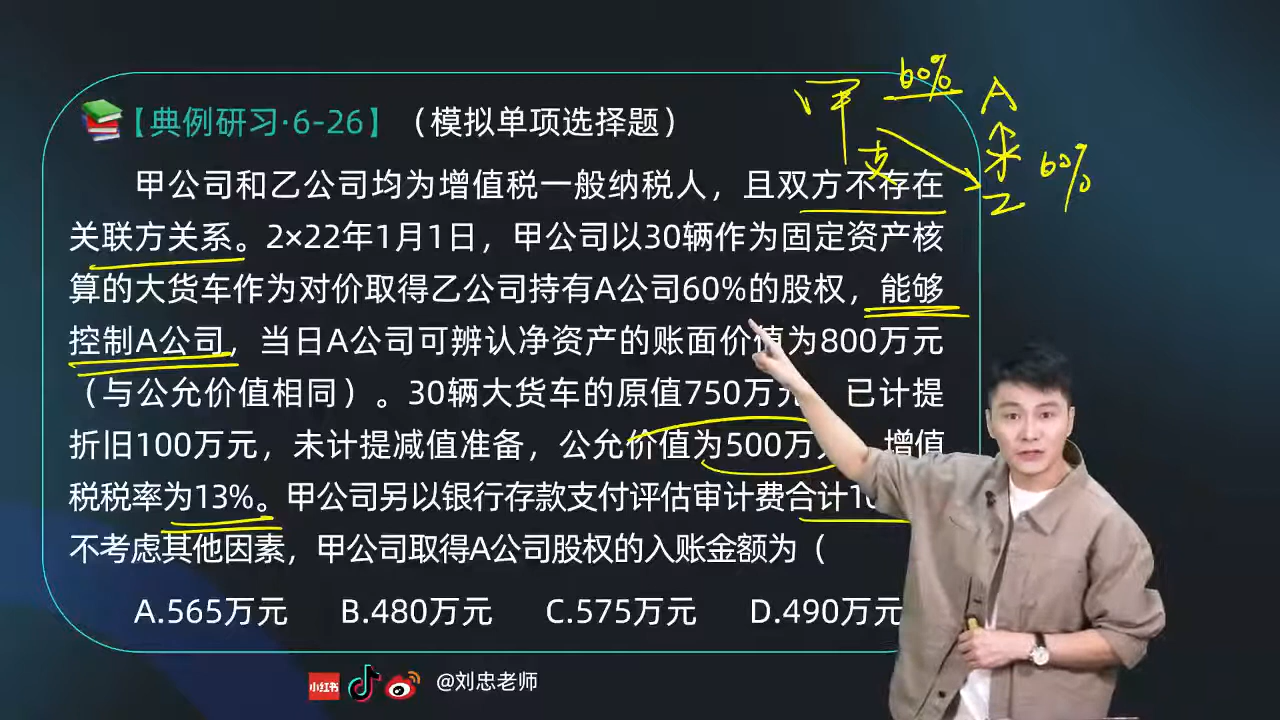 【典例研习·6-26】（模拟单项选择题）
甲公司和乙公司均为增值税一般纳税人，且双方不存在
关联方关系。2×22年1月1日，甲公司以30辆作为固定资产核
算的大货车作为对价取得乙公司持有A公司60%的股权，能够
控制A公司，当日A公司可辨认净资产的账面价值为800万元
（与公允价值相同）。30辆大货车的原值750万元 已计提
折旧100万元，未计提减值准备，公允价值为500万 增值
税税率为13%。甲公司另以银行存款支付评估审计费合计
不考虑其他因素，甲公司取得A公司股权的入账金额为（
A.565万元 B.480万元 C.575万元 D.490万元
甲 60% A
支 60%
乙
小红书 @刘忠老师